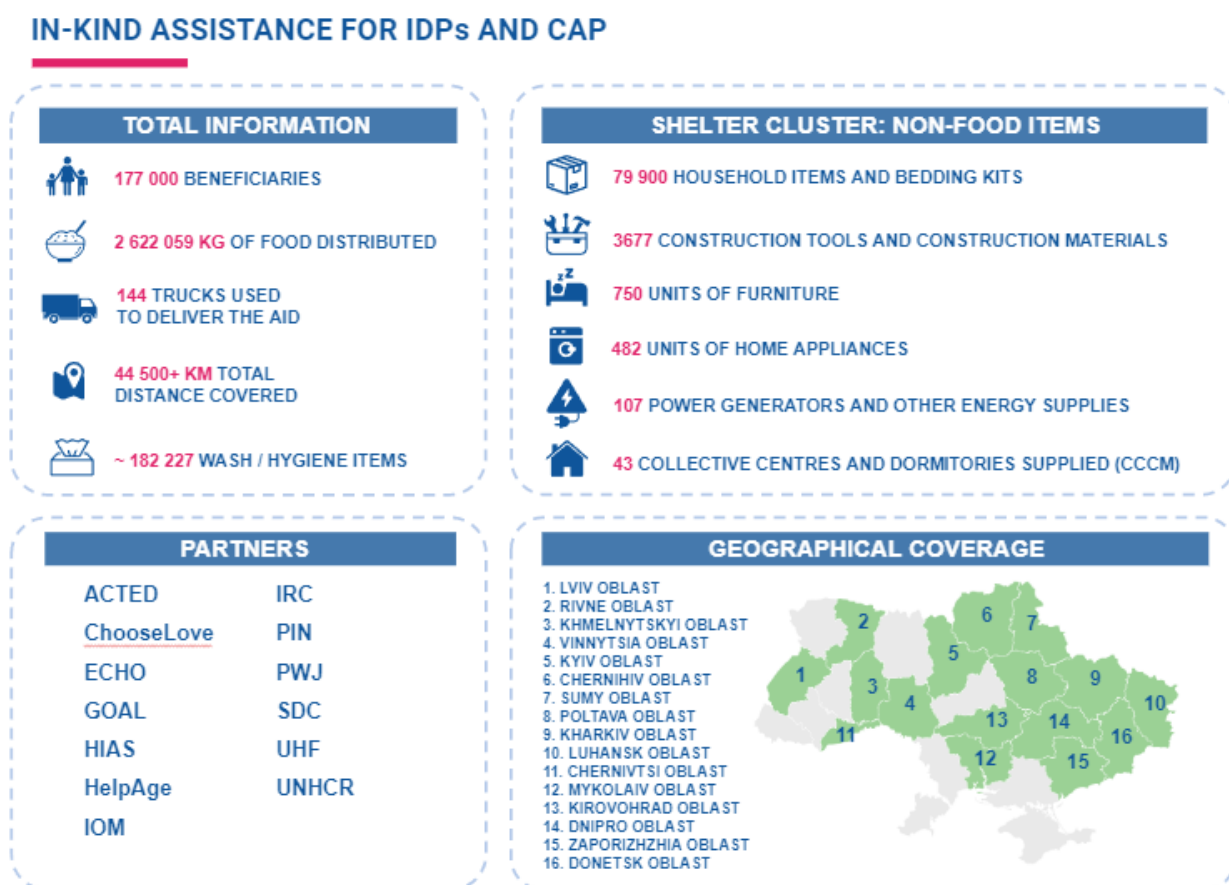 IN-KIND ASSISTANCE FOR IDPs AND CAP
TOTAL INFORMATION
177 000 BENEFICIARIES
2 622 059 KG OF FOOD DISTRIBUTED
144 TRUCKS USED
TO DELIVER THE AID
44 500+ KM TOTAL
DISTANCE COVERED
~ 182 227 WASH / HYGIENE ITEMS
SHELTER CLUSTER: NON-FOOD ITEMS
79 900 HOUSEHOLD ITEMS AND BEDDING KITS
3677 CONSTRUCTION TOOLS AND CONSTRUCTION MATERIALS
zZ
750 UNITS OF FURNITURE
482 UNITS OF HOME APPLIANCES
107 POWER GENERATORS AND OTHER ENERGY SUPPLIES
43 COLLECTIVE CENTRES AND DORMITORIES SUPPLIED (CCCM)
PARTNERS
ACTED
ChooseLove
ECHO
GOAL
HIAS
HelpAge
IOM
IRC
PIN
PWJ
SDC
UHF
UNHCR
GEOGRAPHICAL COVERAGE
1. LVIV OBLAST
2. RIVNE OBLAST
3. KHMELNYTSKYI OBLAST
4. VINNYTSIA OBLAST
5. KYIV OBLAST
6. CHERNIHIV OBLAST
7. SUMY OBLAST
8. POLTAVA OBLAST
9. KHARKIV OBLAST
10. LUHANSK OBLAST
11. CHERNIVTSI OBLAST
12. MYKOLAIV OBLAST
13. KIROVOHRAD OBLAST
14. DNIPRO OBLAST
15. ZAPORIZHZHIA OBLAST
16. DONETSK OBLAST
1
2
3
4
5
6
7
8
9
10
11
12
13
14
15
16